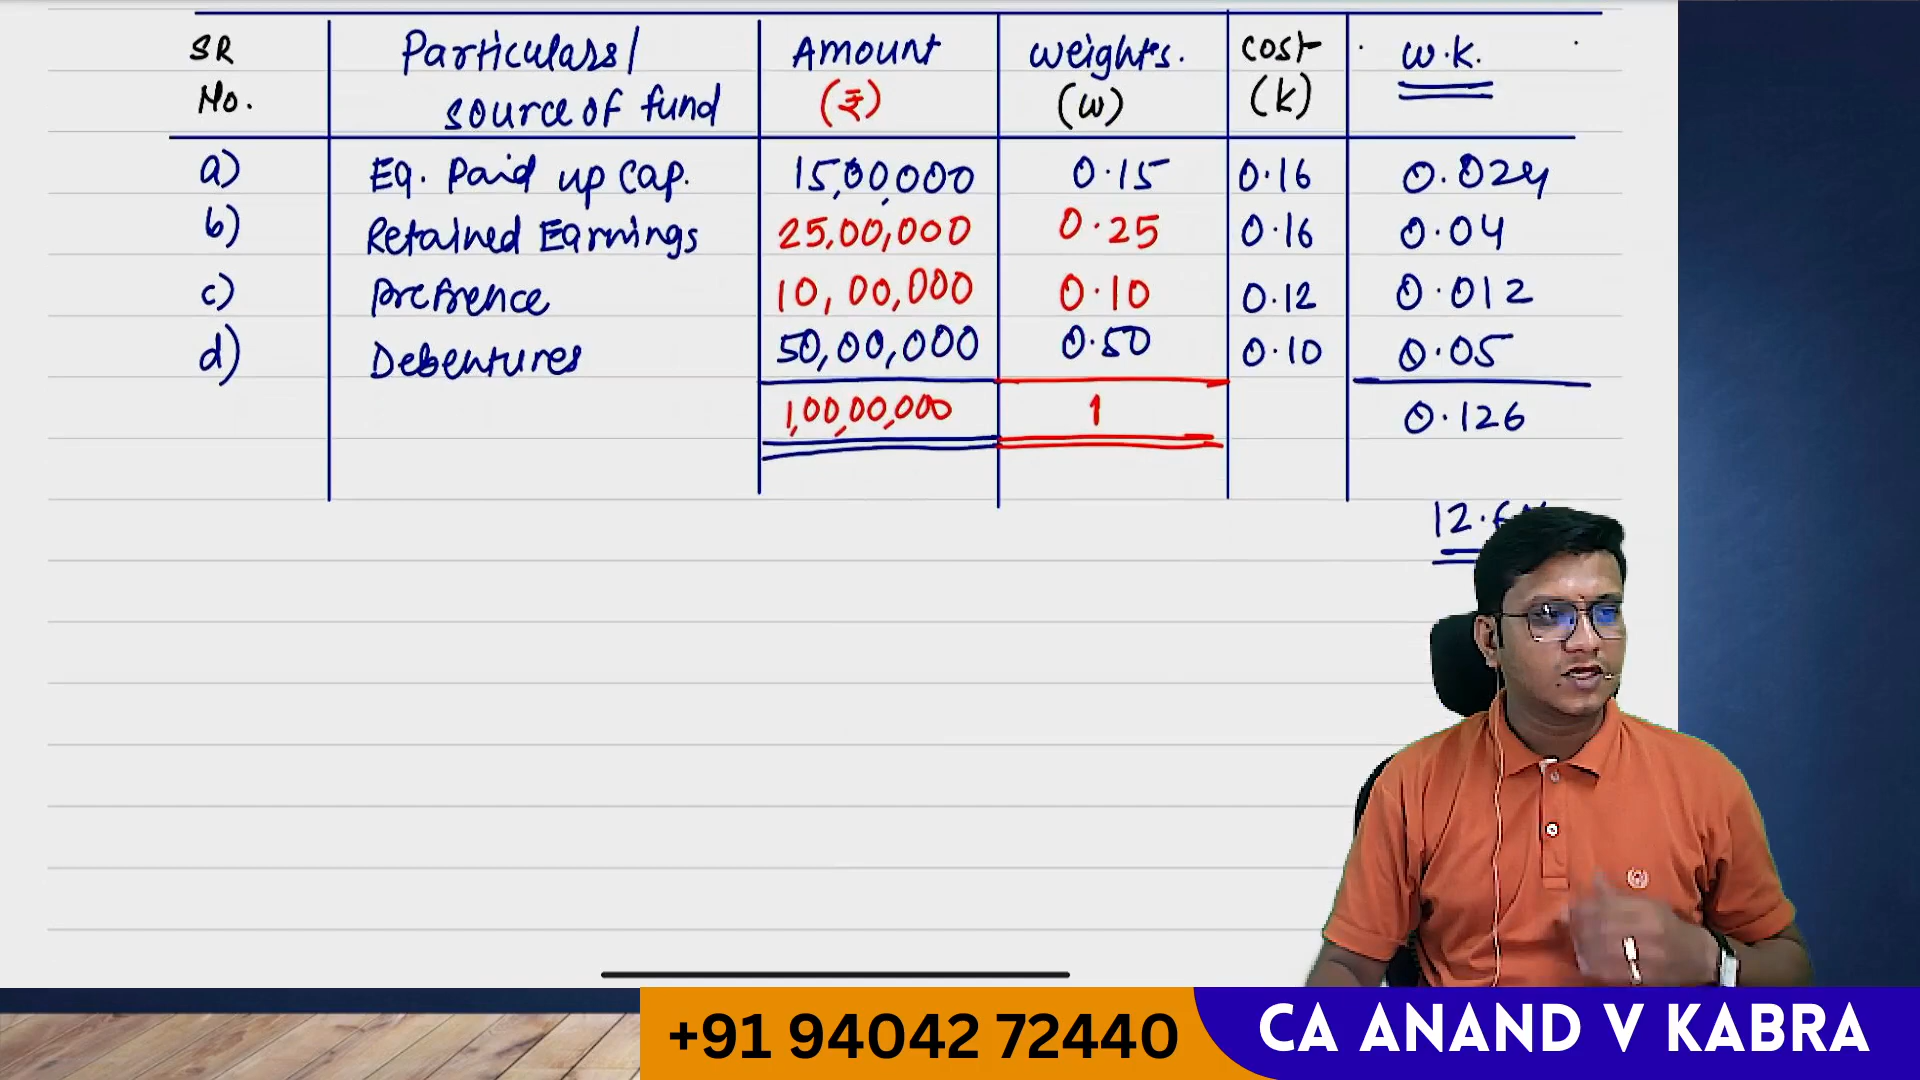 SR No. Particulars/ source of fund Amount (₹) weights. (w) cost (k) w.k.
a) Eq. Paid up Cap. 15,00,000 0.15 0.16 0.024
b) Retained Earnings 25,00,000 0.25 0.16 0.04
c) Prefrence 10,00,000 0.10 0.12 0.012
d) Debentures 50,00,000 0.50 0.10 0.05
1,00,00,000 1 0.126
+91 94042 72440
CA ANAND V KABRA